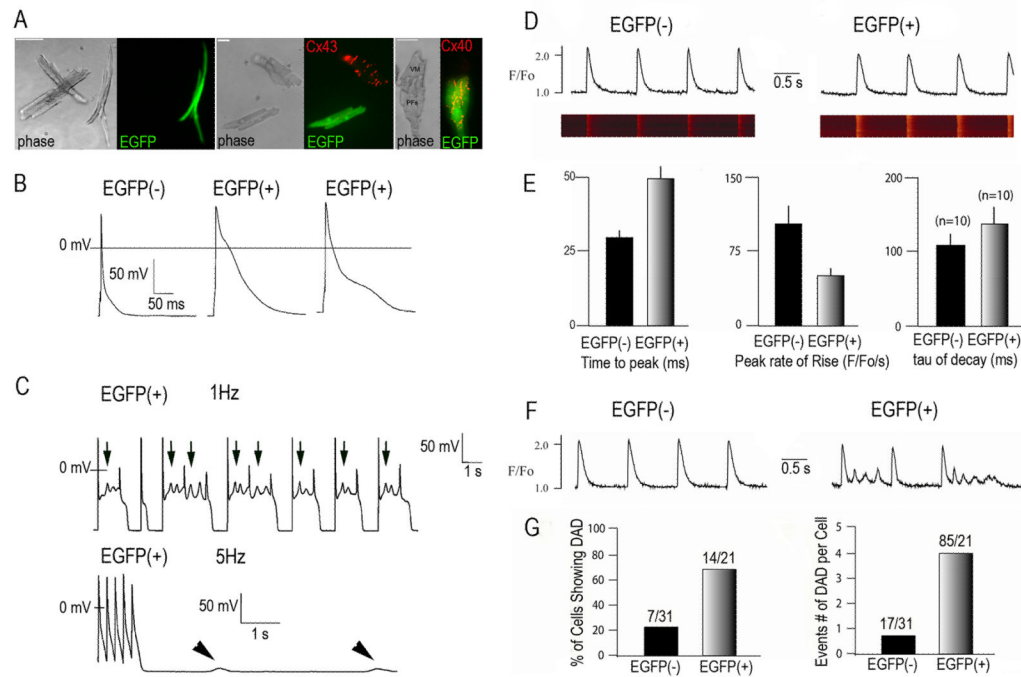 A
phase
EGFP
phase
Cx43
EGFP
VM
PFs
phase
Cx40
EGFP
B
EGFP(-)
EGFP(+)
EGFP(+)
0 mV
50 mV
50 ms
C
EGFP(+)
1Hz
0 mV
50 mV
1 s
EGFP(+)
5Hz
0 mV
50 mV
1 s
D
EGFP(-)
EGFP(+)
2.0
F/Fo
1.0
0.5 s
E
50
25
0
EGFP(-) EGFP(+)
Time to peak (ms)
150
75
0
EGFP(-) EGFP(+)
Peak rate of Rise (F/Fo/s)
200
100
0
(n=10)
(n=10)
EGFP(-) EGFP(+)
tau of decay (ms)
F
EGFP(-)
EGFP(+)
2.0
F/Fo
1.0
0.5 s
G
% of Cells Showing DAD
100
80
60
40
20
0
7/31
14/21
EGFP(-) EGFP(+)
Events # of DAD per Cell
5
4
3
2
1
0
17/31
85/21
EGFP(-) EGFP(+)